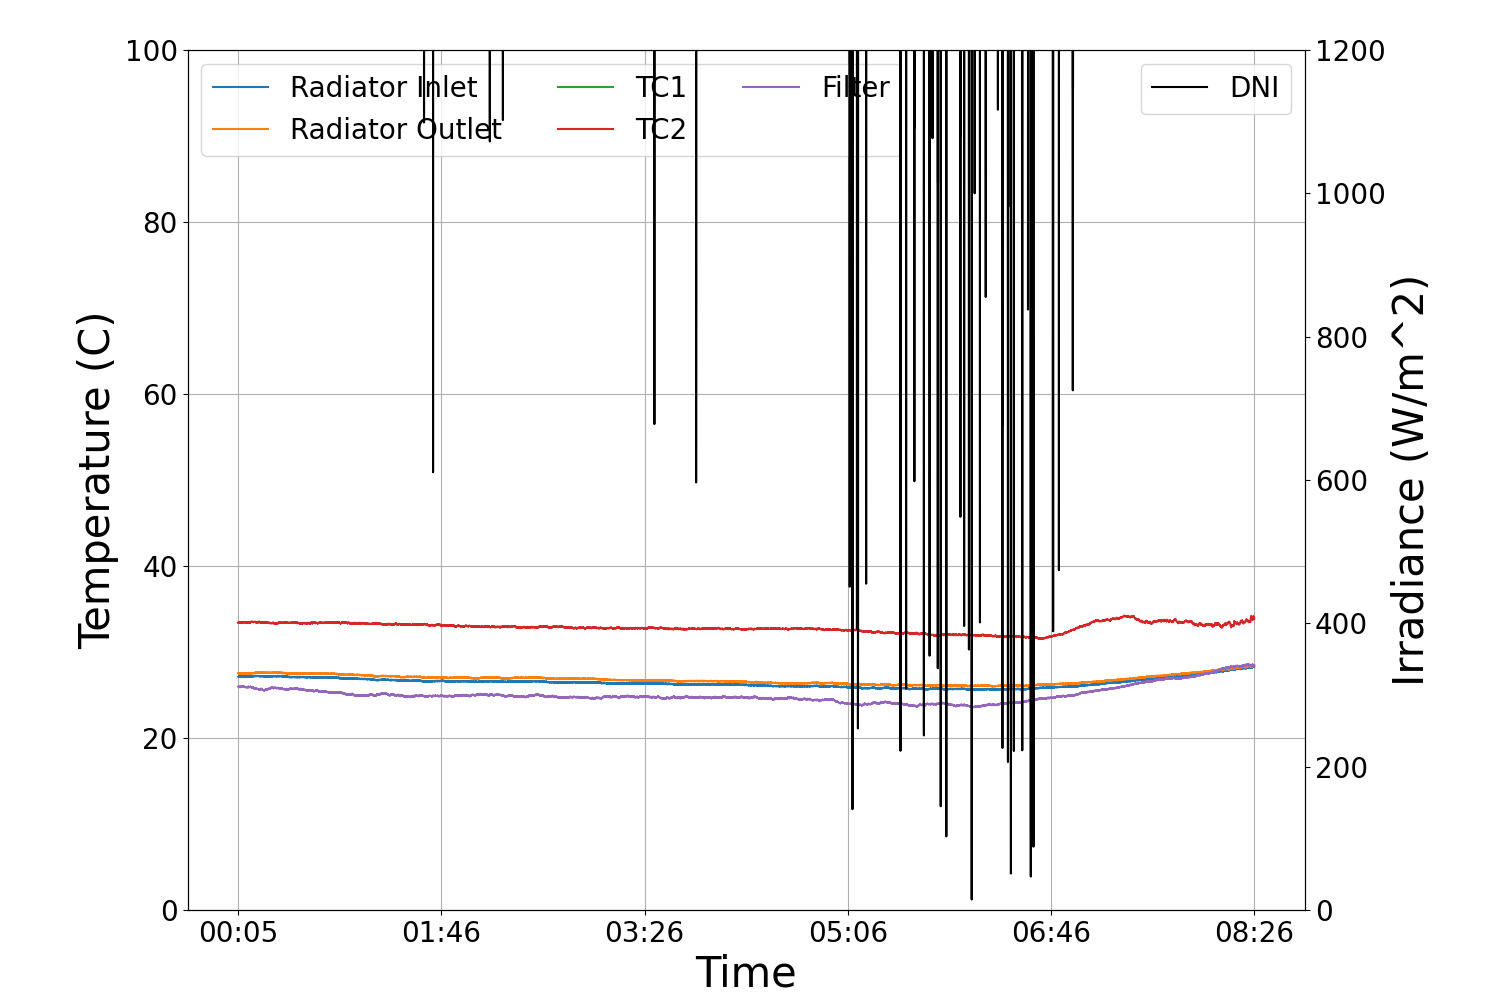 Radiator Inlet
Radiator Outlet
TC1
TC2
Filter
DNI
Temperature (C)
100
80
60
40
20
0
1200
1000
800
600
400
200
0
Irradiance (W/m^2)
00:05 01:46 03:26 05:06 06:46 08:26
Time